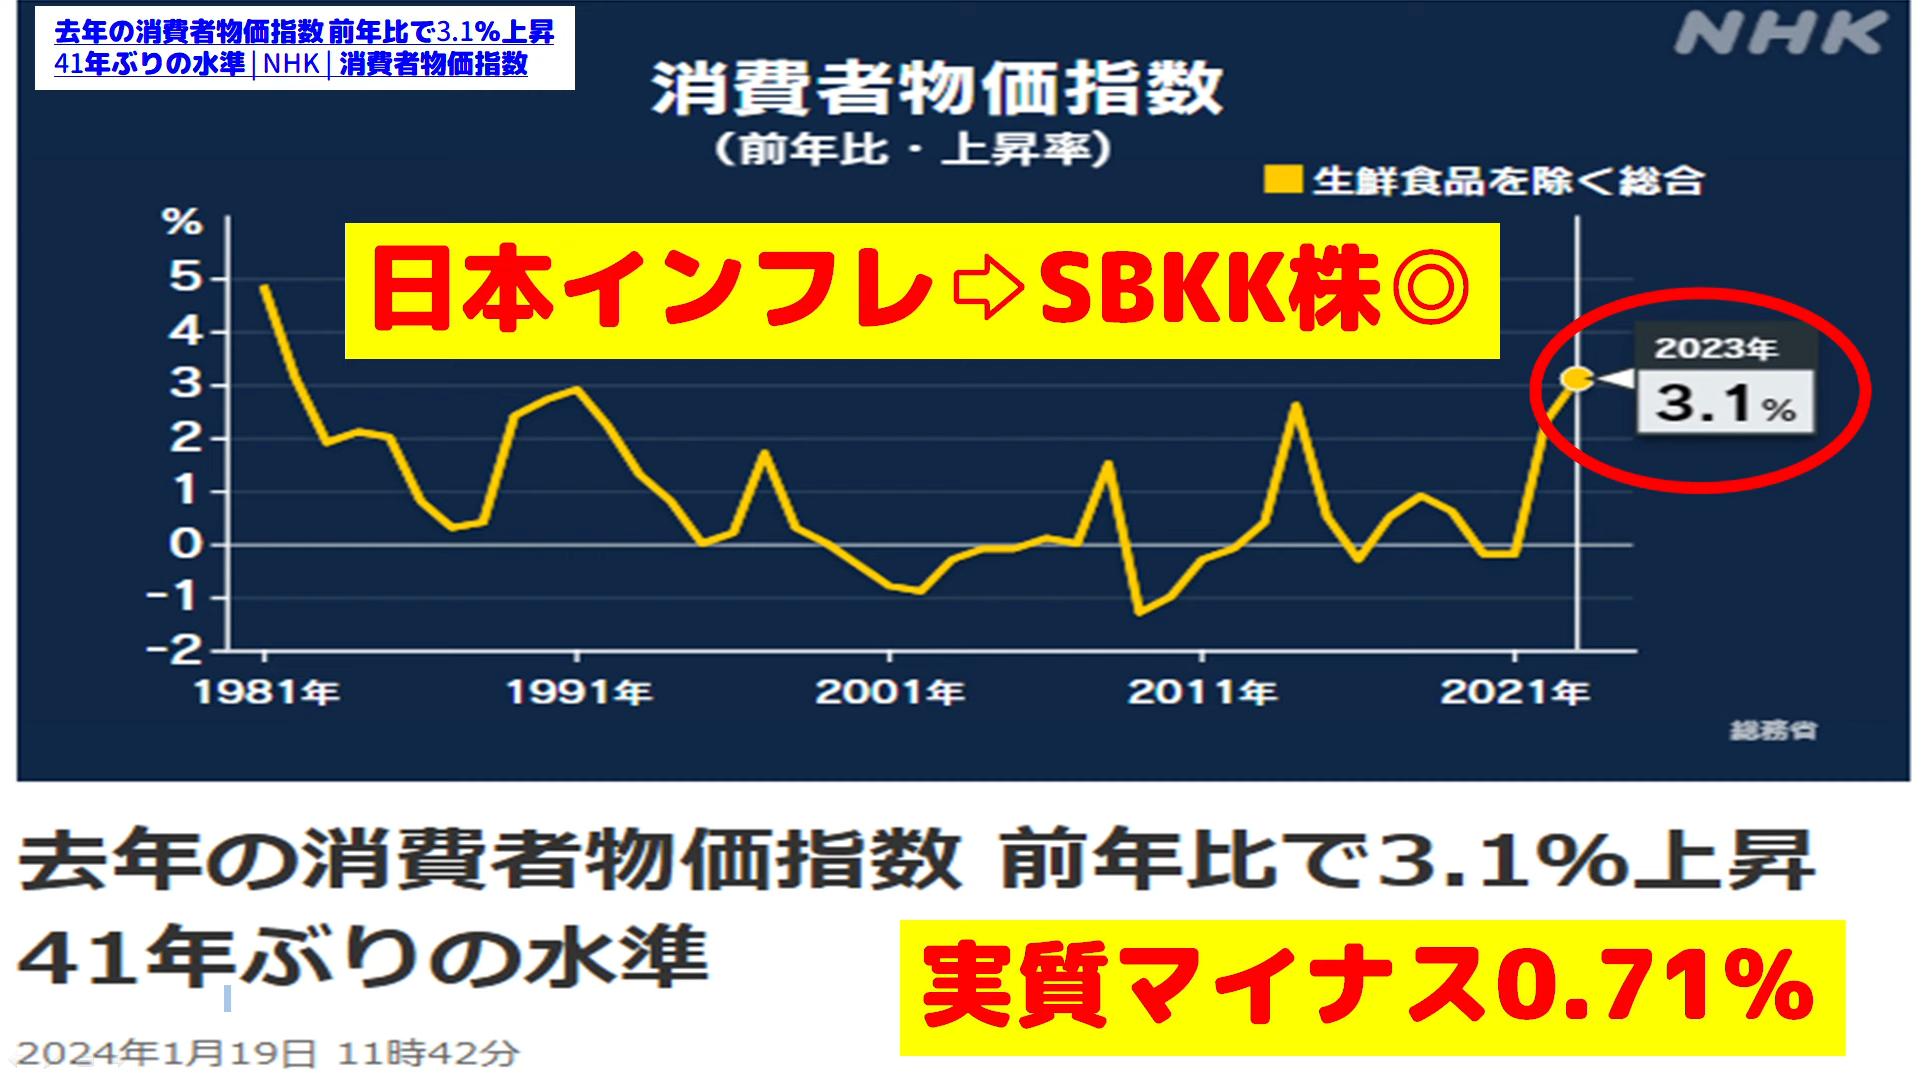 去年の消費者物価指数 前年比で3.1%上昇
41年ぶりの水準 | NHK | 消費者物価指数
NHK
消費者物価指数
(前年比・上昇率)
生鮮食品を除く総合
%
日本インフレ⇨SBKK株◎
5
4
3
2
1
0
-1
-2
2023年
3.1%
1981年
1991年
2001年
2011年
2021年
総務省
去年の消費者物価指数 前年比で3.1%上昇
41年ぶりの水準
実質マイナス0.71%
2024年1月19日 11時42分